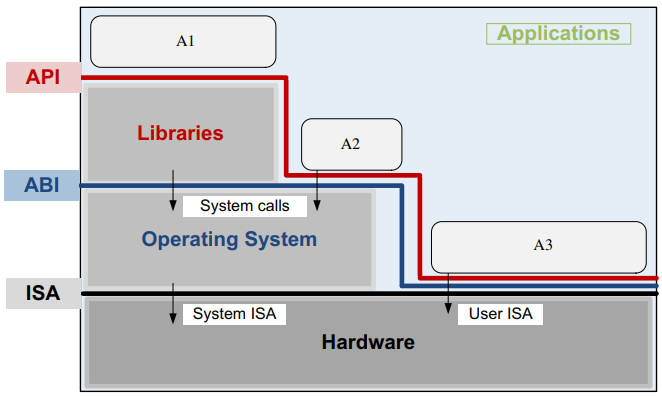 A1
Applications
API
Libraries
A2
ABI
System calls
Operating System
A3
ISA
System ISA
User ISA
Hardware